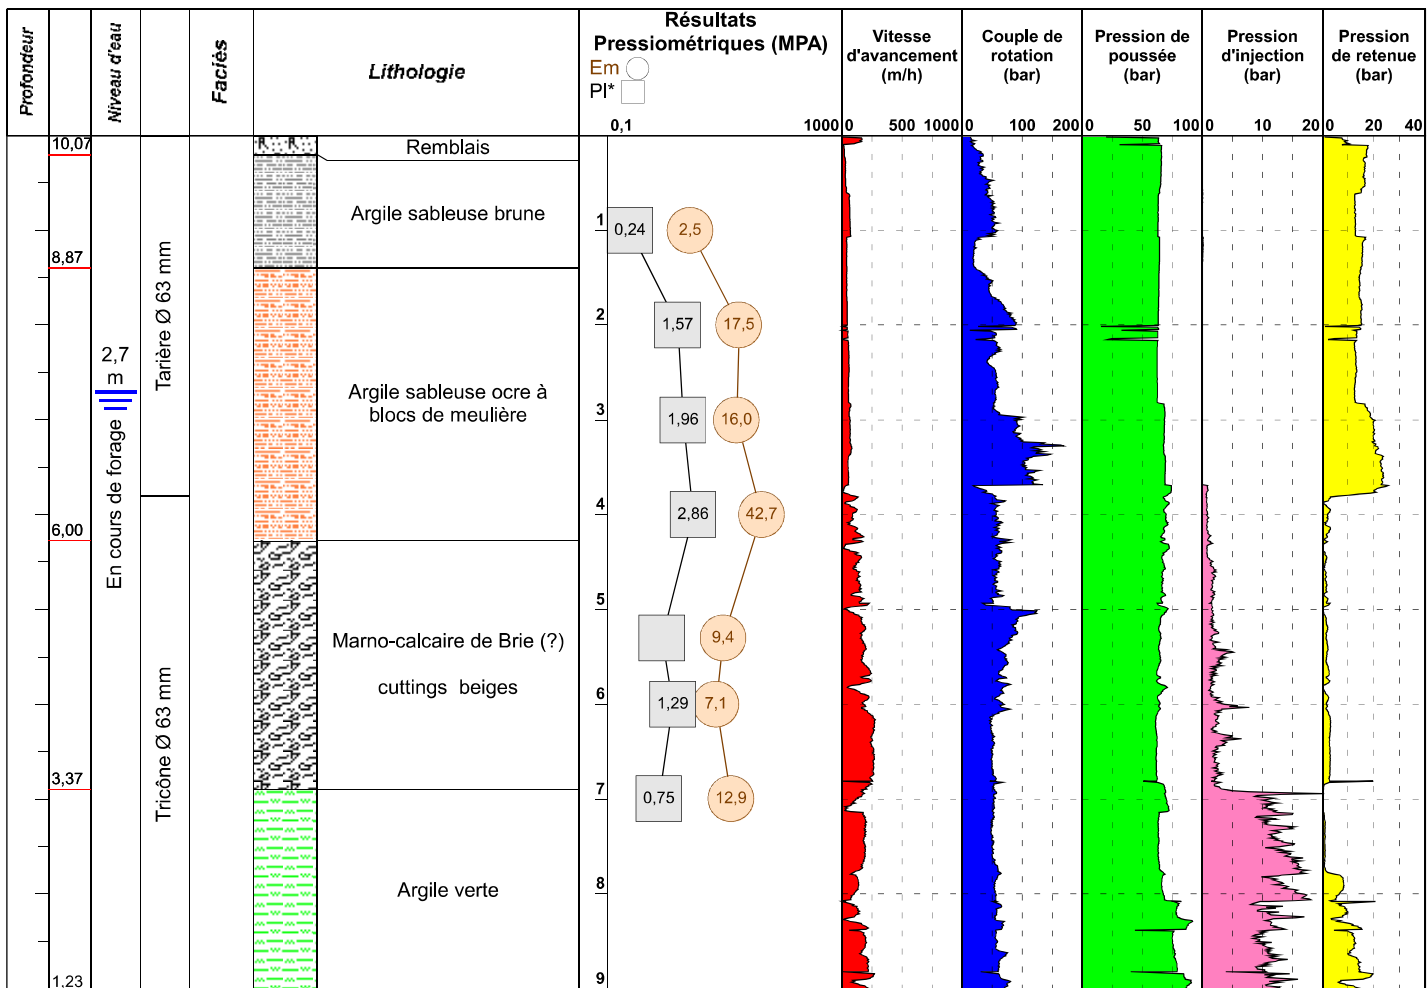 Profondeur
Niveau d'eau
Faciès
Lithologie
Résultats
Pressiométriques (MPA)
Em
Pl*
0,1 1000
Vitesse
d'avancement
(m/h)
0 500 1000
Couple de
rotation
(bar)
0 100 200
Pression de
poussée
(bar)
0 50 100
Pression
d'injection
(bar)
0 10 20
Pression
de retenue
(bar)
0 20 40
10,07
8,87
6,00
3,37
1,23
2,7
m
En cours de forage
Tarière Ø 63 mm
Tricône Ø 63 mm
R R
Remblais
Argile sableuse brune
Argile sableuse ocre à
blocs de meulière
Marno-calcaire de Brie (?)
cuttings beiges
Argile verte
1
0,24 2,5
2
1,57 17,5
3
1,96 16,0
4
2,86 42,7
5
9,4
6
1,29 7,1
7
0,75 12,9
8
9